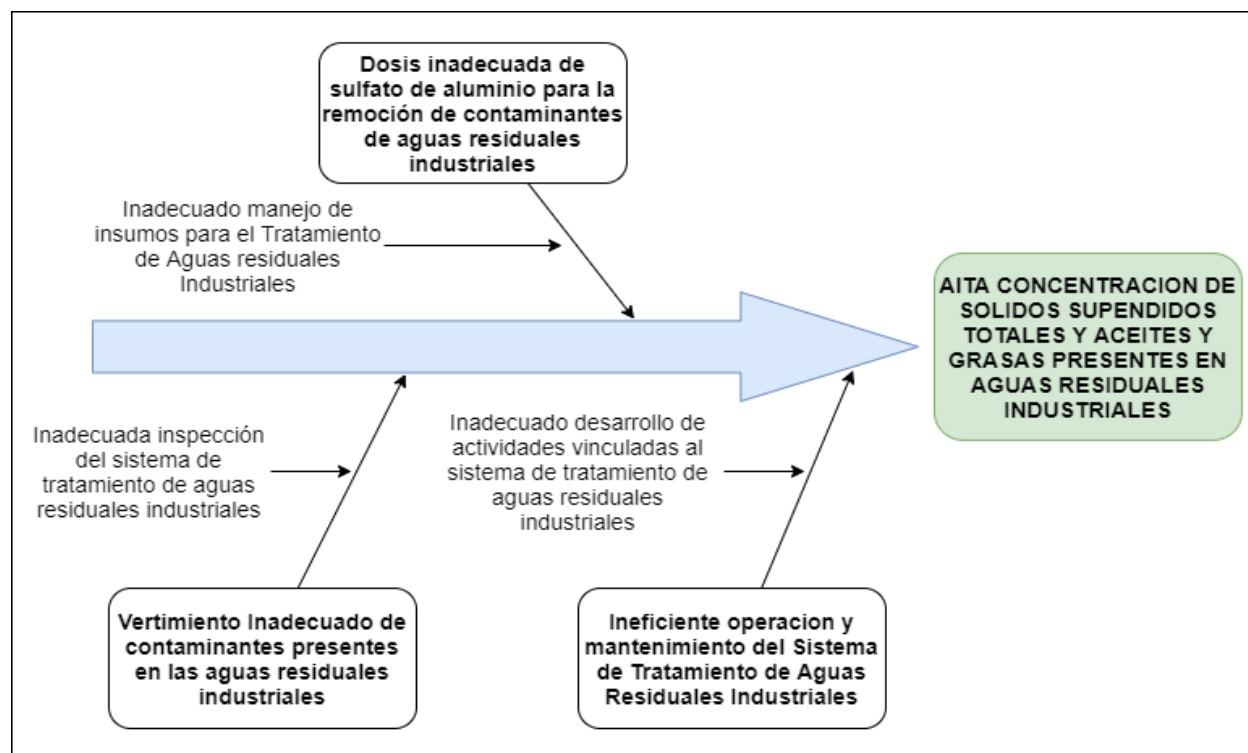 Dosis inadecuada de
sulfato de aluminio para la
remoción de contaminantes
de aguas residuales
industriales
Inadecuado manejo de
insumos para el Tratamiento
de Aguas residuales
Industriales
AITA CONCENTRACION DE
SOLIDOS SUPENDIDOS
TOTALES Y ACEITES Y
GRASAS PRESENTES EN
AGUAS RESIDUALES
INDUSTRIALES
Inadecuada inspección
del sistema de
tratamiento de aguas
residuales industriales
Inadecuado desarrollo de
actividades vinculadas al
sistema de tratamiento de
aguas residuales
industriales
Vertimiento Inadecuado de
contaminantes presentes
en las aguas residuales
industriales
Ineficiente operacion y
mantenimiento del Sistema
de Tratamiento de Aguas
Residuales Industriales